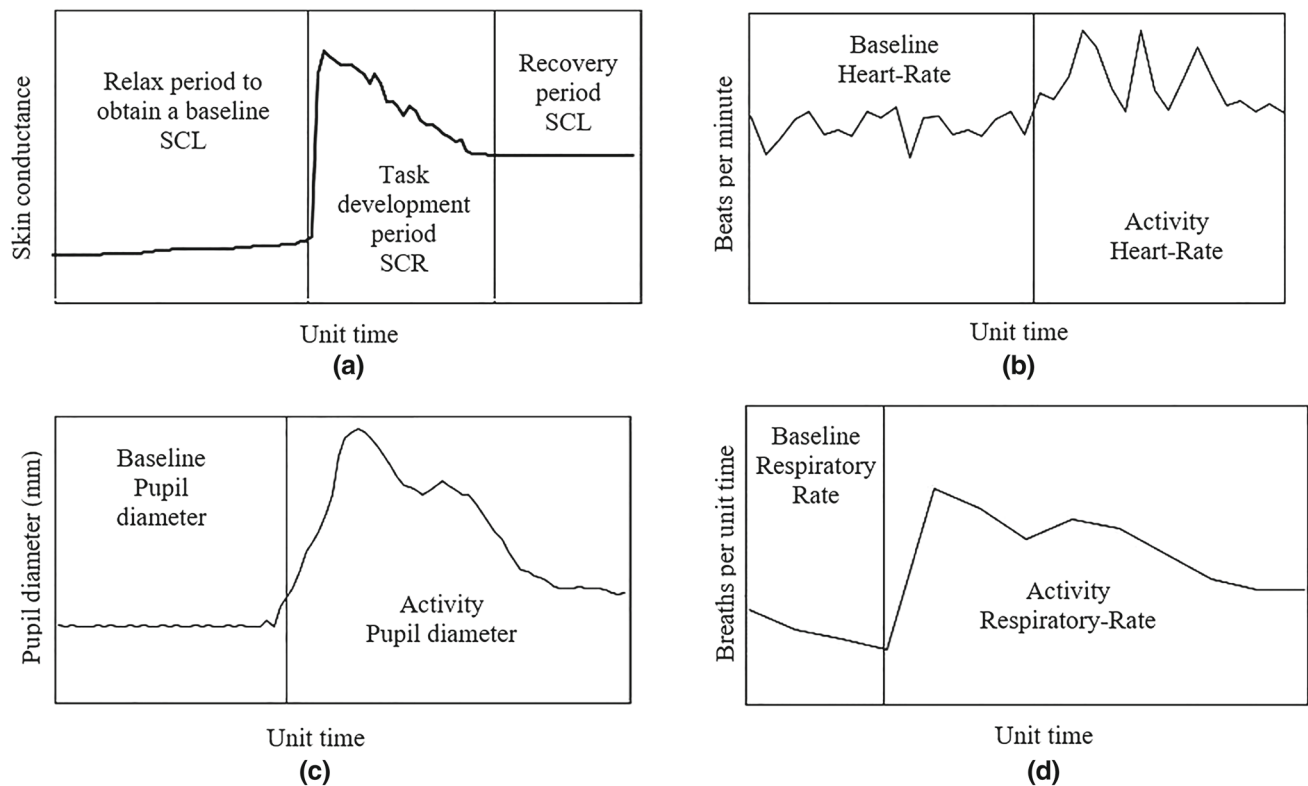 Skin conductance
Relax period to
obtain a baseline
SCL
Task
development
period
SCR
Recovery
period
SCL
Unit time
(a)
Beats per minute
Baseline
Heart-Rate
Activity
Heart-Rate
Unit time
(b)
Pupil diameter (mm)
Baseline
Pupil
diameter
Activity
Pupil diameter
Unit time
(c)
Breaths per unit time
Baseline
Respiratory
Rate
Activity
Respiratory-Rate
Unit time
(d)